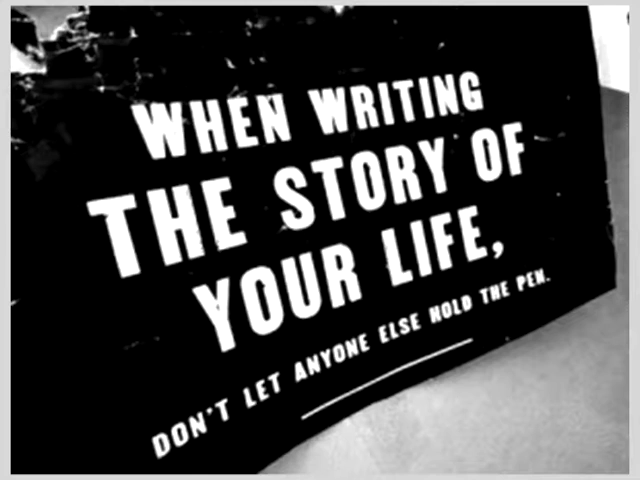 WHEN WRITING
THE STORY OF
YOUR LIFE,
DON'T LET ANYONE ELSE HOLD THE PEN.